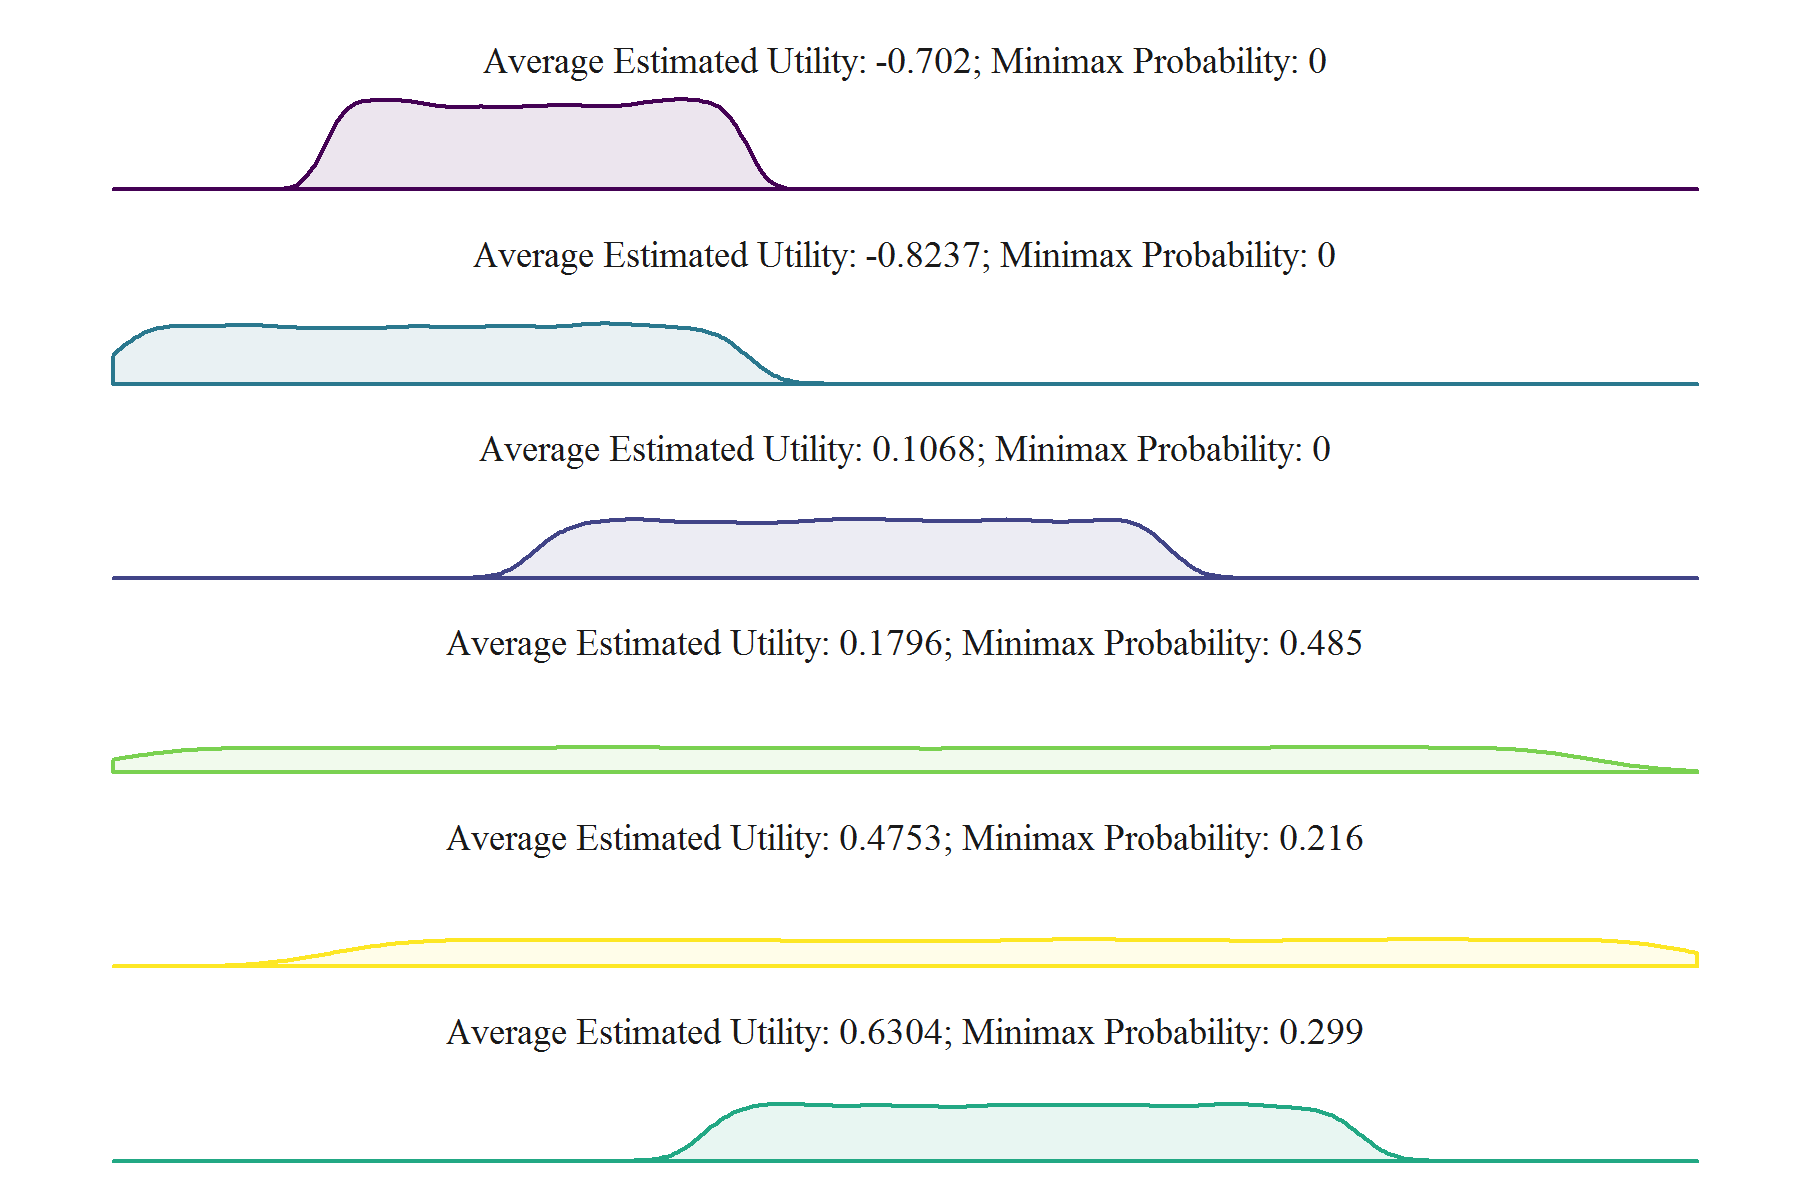 Average Estimated Utility: -0.702; Minimax Probability: 0
Average Estimated Utility: -0.8237; Minimax Probability: 0
Average Estimated Utility: 0.1068; Minimax Probability: 0
Average Estimated Utility: 0.1796; Minimax Probability: 0.485
Average Estimated Utility: 0.4753; Minimax Probability: 0.216
Average Estimated Utility: 0.6304; Minimax Probability: 0.299